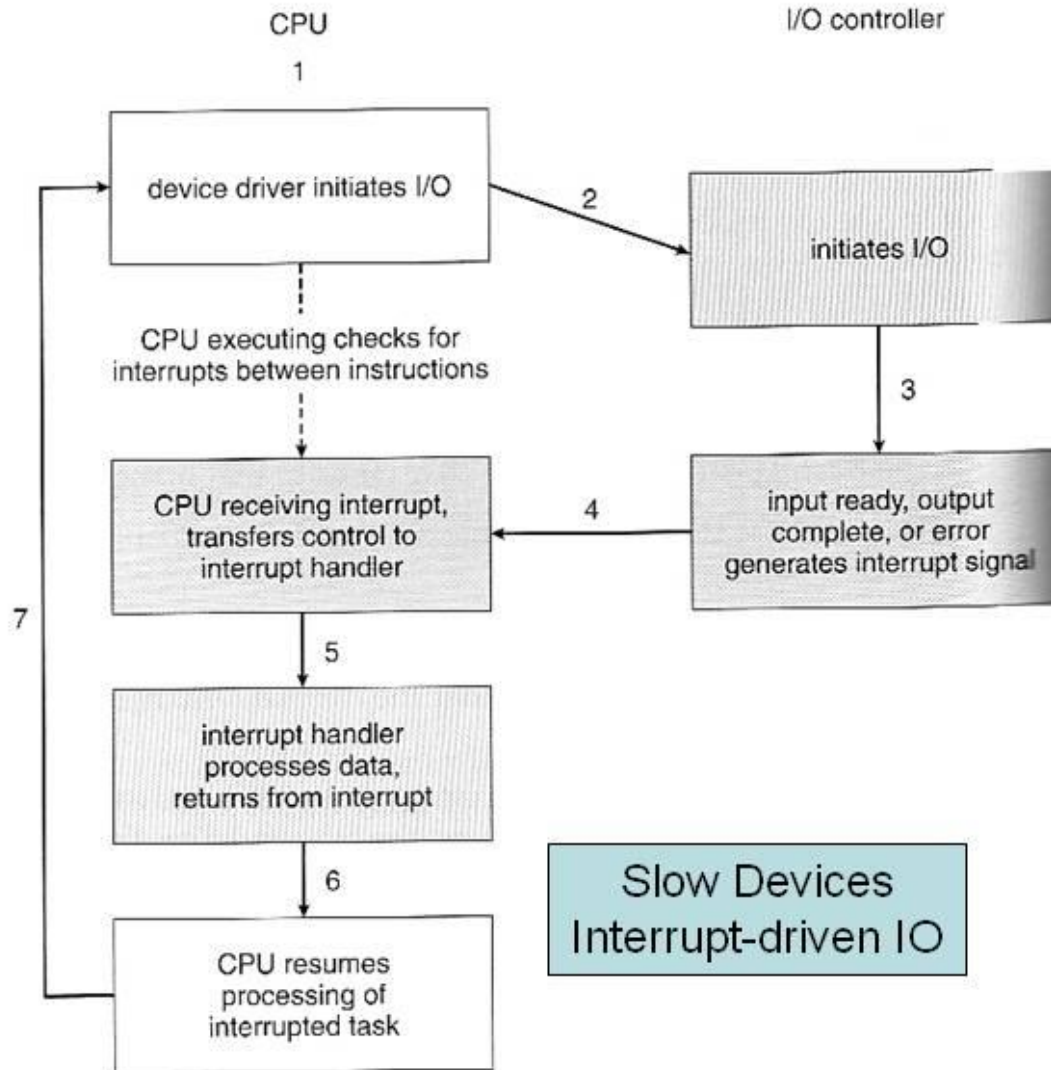 CPU
I/O controller
1
device driver initiates I/O
2
initiates I/O
CPU executing checks for
interrupts between instructions
3
CPU receiving interrupt,
transfers control to
interrupt handler
4
input ready, output
complete, or error
generates interrupt signal
7
5
interrupt handler
processes data,
returns from interrupt
6
CPU resumes
processing of
interrupted task
Slow Devices
Interrupt-driven IO